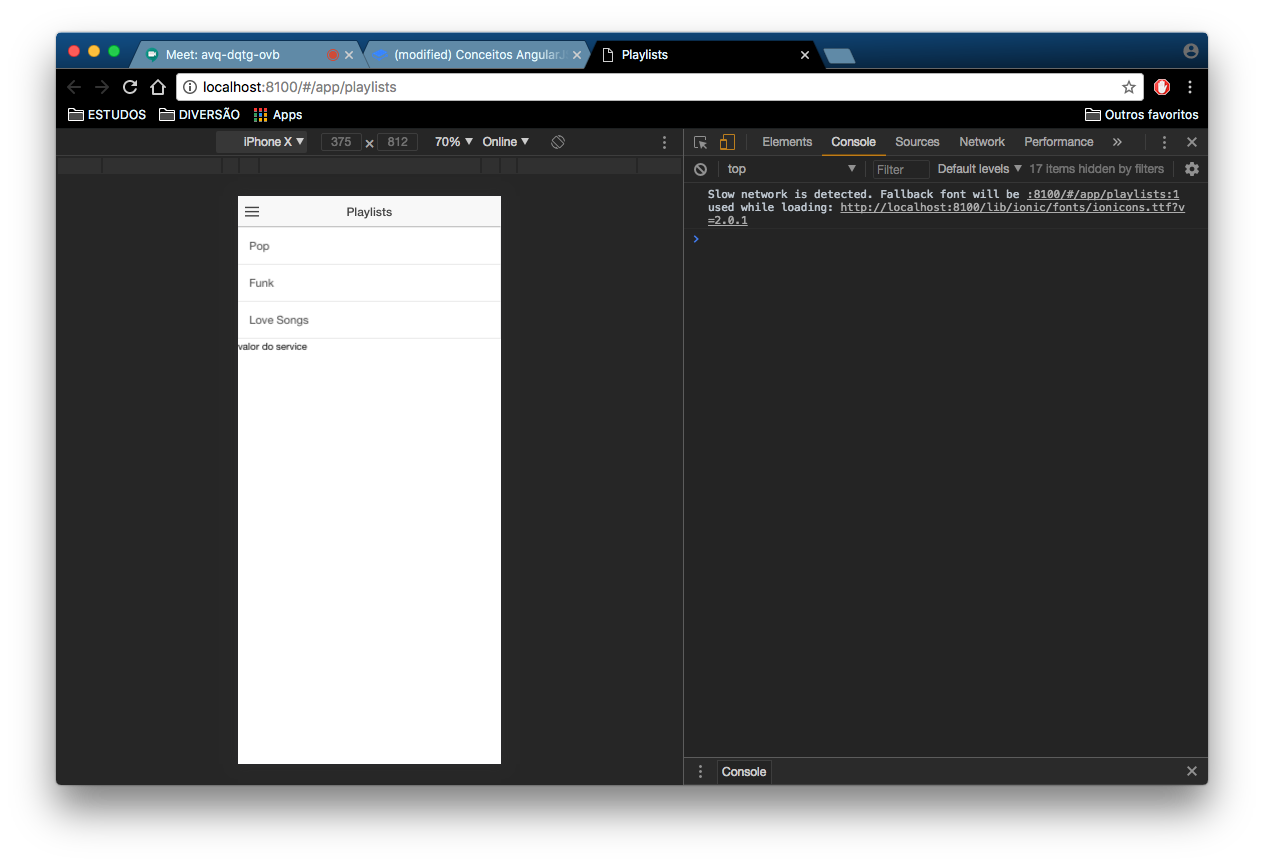 Meet: avq-dqtg-ovb
(modified) Conceitos Angular
Playlists
localhost:8100/#/app/playlists
ESTUDOS DIVERSÃO Apps Outros favoritos
iPhone X 375 x 812 70% Online
Elements Console Sources Network Performance »
top Filter Default levels 17 items hidden by filters
Slow network is detected. Fallback font will be :8100/#/app/playlists:1
used while loading: http://localhost:8100/lib/ionic/fonts/ionicons.ttf?v
=2.0.1
Playlists
Pop
Funk
Love Songs
valor do service
Console